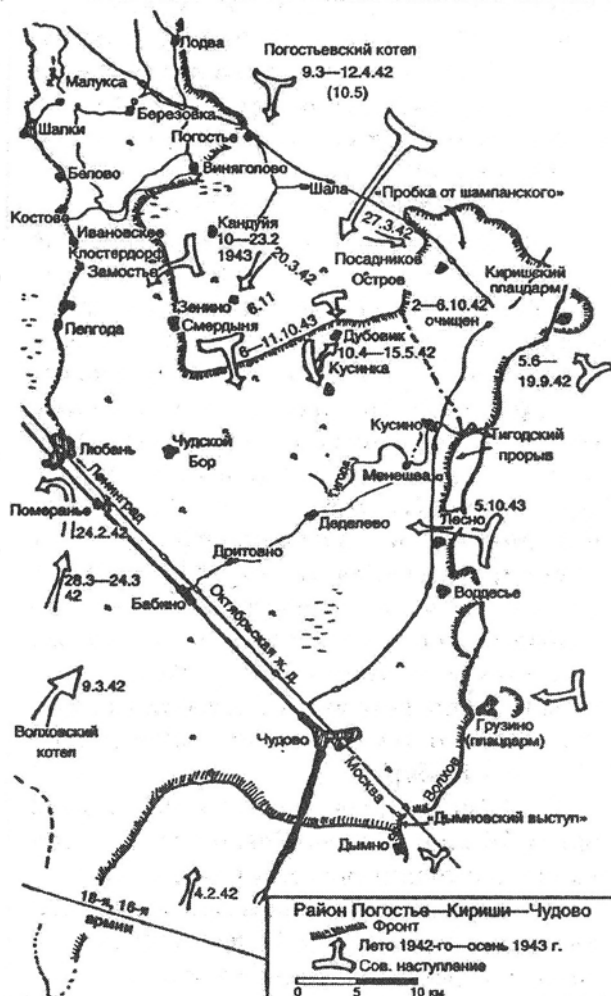 Лодва
Погостьевский котел
9.3—12.4.42
(10.5)
Малукса
Березовка
Шапки
Погостье
Виняголово
Белово
Шала
«Пробка от шампанского»
27.3.42
Костове
Ивановское
Кандуйя
10—23.2
1943
Посадников
Остров
Клостердорф
Замостье
20.3.42
Киришский
плацдарм
Зенино
6.11
2—6.10.42
очищен
Пелгода
Смердыня
6—11.10.43
Дубовик
10.4—15.5.42
Кусинка
5.6—
19.9.42
Кусино
Любань
Чудской
Бор
Тигода
Менешва
Тигодский
прорыв
Ленинград
Померанье
24.2.42
Деделево
5.10.43
Лесно
Дритовно
28.3—24.3
42
Бабино
Октябрьская ж. д.
Воддесье
9.3.42
Волховский
котел
Чудово
Грузино
(плацдарм)
Москва
Волхов
«Дымновский выступ»
Дымно
4.2.42
18-я, 16-я
армии
Район Погостье—Кириши—Чудово
Фронт
Лето 1942-го—осень 1943 г.
Сов. наступление
0 5 10 км